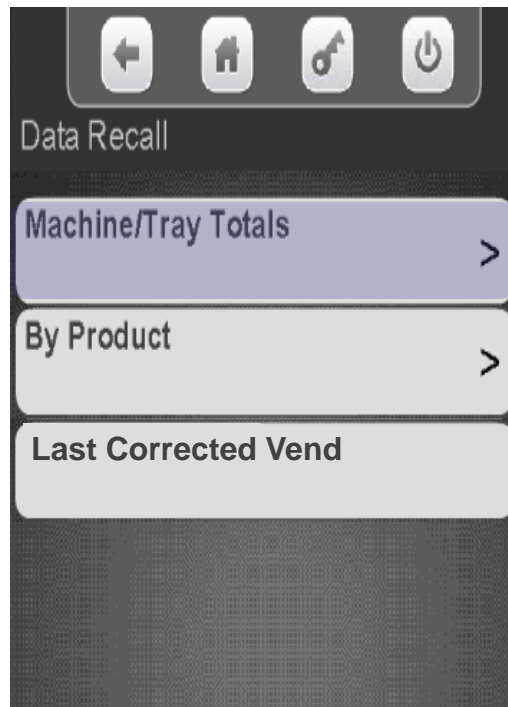 Data Recall
Machine/Tray Totals
>
By Product
>
Last Corrected Vend